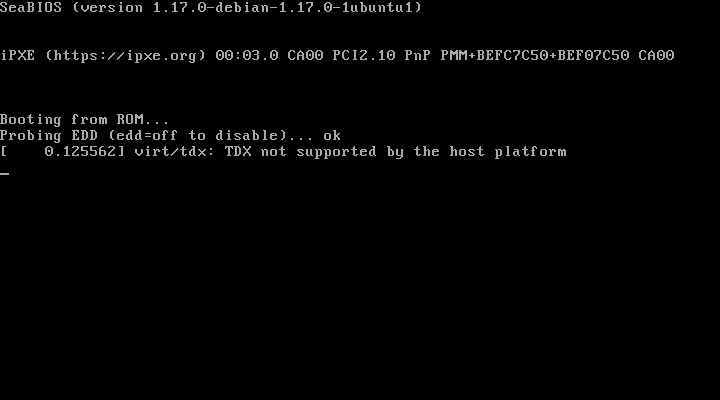 SeaBIOS (version 1.17.0-debian-1.17.0-1ubuntu1)
iPXE (https://ipxe.org) 00:03.0 CA00 PCI2.10 PnP PMM+BEFC7C50+BEF07C50 CA00
Booting from ROM...
Probing EDD (edd=off to disable)... ok
[    0.125562] virt/tdx: TDX not supported by the host platform